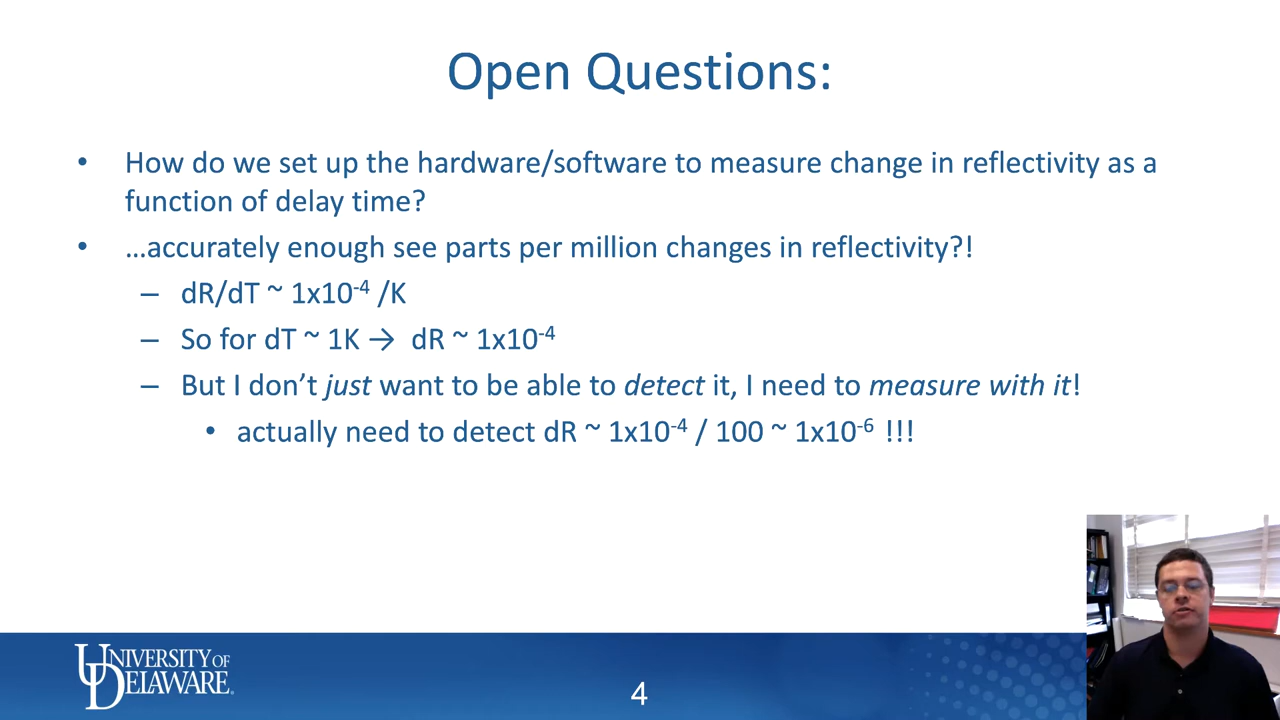 Open Questions:
• How do we set up the hardware/software to measure change in reflectivity as a
function of delay time?
• …accurately enough see parts per million changes in reflectivity?!
– dR/dT ~ 1x10⁻⁴ /K
– So for dT ~ 1K → dR ~ 1x10⁻⁴
– But I don’t just want to be able to detect it, I need to measure with it!
• actually need to detect dR ~ 1x10⁻⁴ / 100 ~ 1x10⁻⁶ !!!
UNIVERSITY OF
DELAWARE.
4